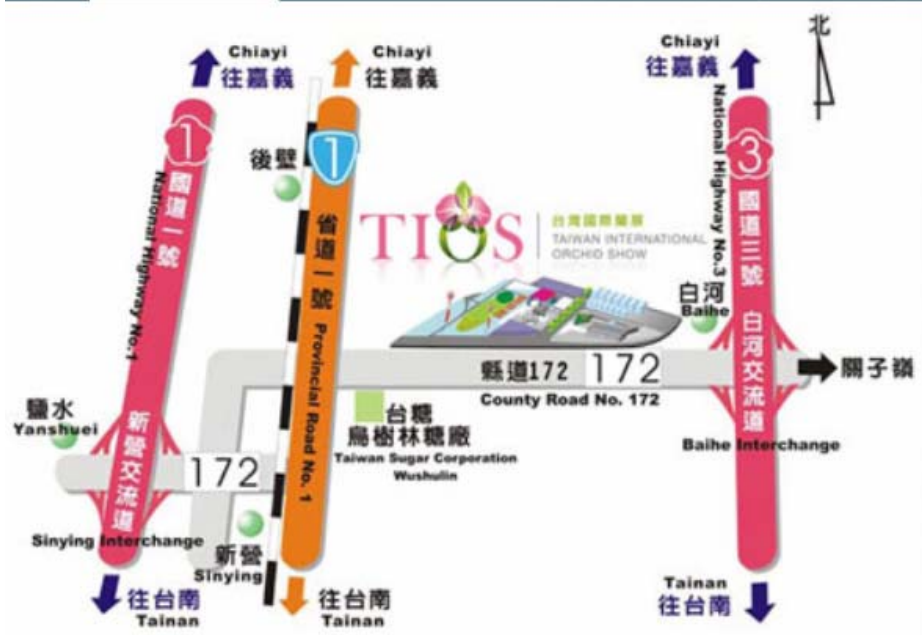 Chiayi
往嘉義
Chiayi
往嘉義
Chiayi
往嘉義
北
1
國道一號
National Highway No.1
後壁
1
省道一號
Provincial Road No. 1
TIOS
台灣國際蘭展
TAIWAN INTERNATIONAL
ORCHID SHOW
National Highway No.3
3
國道三號
白河交流道
白河
Baihe
縣道172
172
County Road No. 172
關子嶺
Baihe Interchange
鹽水
Yanshuei
新營交流道
172
台糖
烏樹林糖廠
Taiwan Sugar Corporation
Wushulin
Sinying Interchange
新營
Sinying
往台南
Tainan
往台南
Tainan
Tainan
往台南